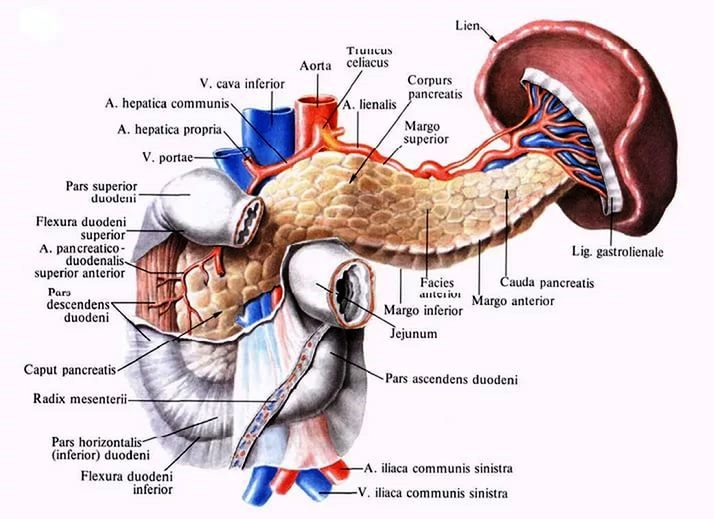 Lien
Truncus
celiacus
Aorta
V. cava inferior
Corpurs
pancreatis
A. hepatica communis
A. lienalis
A. hepatica propria
Margo
superior
V. portae
Pars superior
duodeni
Flexura duodeni
superior
A. pancreatico-
duodenalis
superior anterior
Lig. gastrolienale
Pars
descendens
duodeni
Facies
anterior
Cauda pancreatis
Margo inferior
Margo anterior
Jejunum
Caput pancreatis
Pars ascendens duodeni
Radix mesenterii
Pars horizontalis
(inferior) duodeni
Flexura duodeni
inferior
A. iliaca communis sinistra
V. iliaca communis sinistra